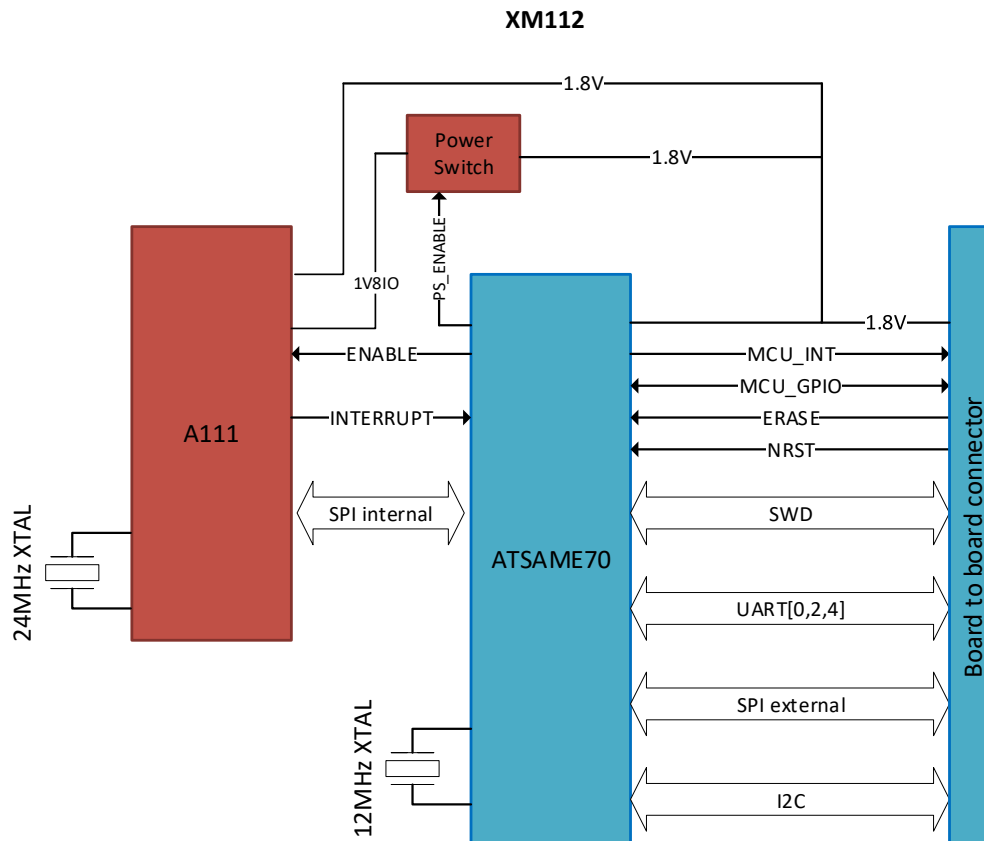 XM112
1.8V
Power
Switch
1.8V
PS_ENABLE
1V8IO
1.8V
ENABLE
MCU_INT
MCU_GPIO
INTERRUPT
ERASE
A111
NRST
SPI internal
SWD
24MHz XTAL
ATSAME70
UART[0,2,4]
Board to board connector
SPI external
12MHz XTAL
I2C